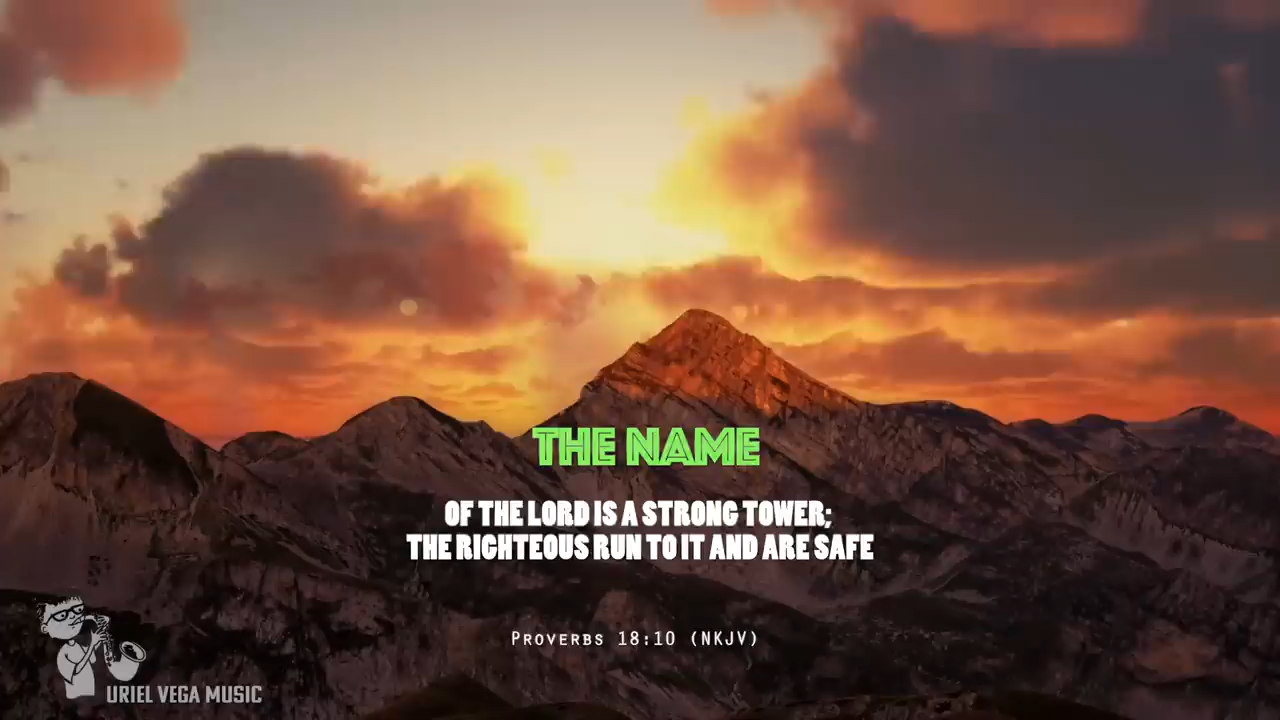 THE NAME
OF THE LORD IS A STRONG TOWER;
THE RIGHTEOUS RUN TO IT AND ARE SAFE
Proverbs 18:10 (NKJV)
URIEL VEGA MUSIC